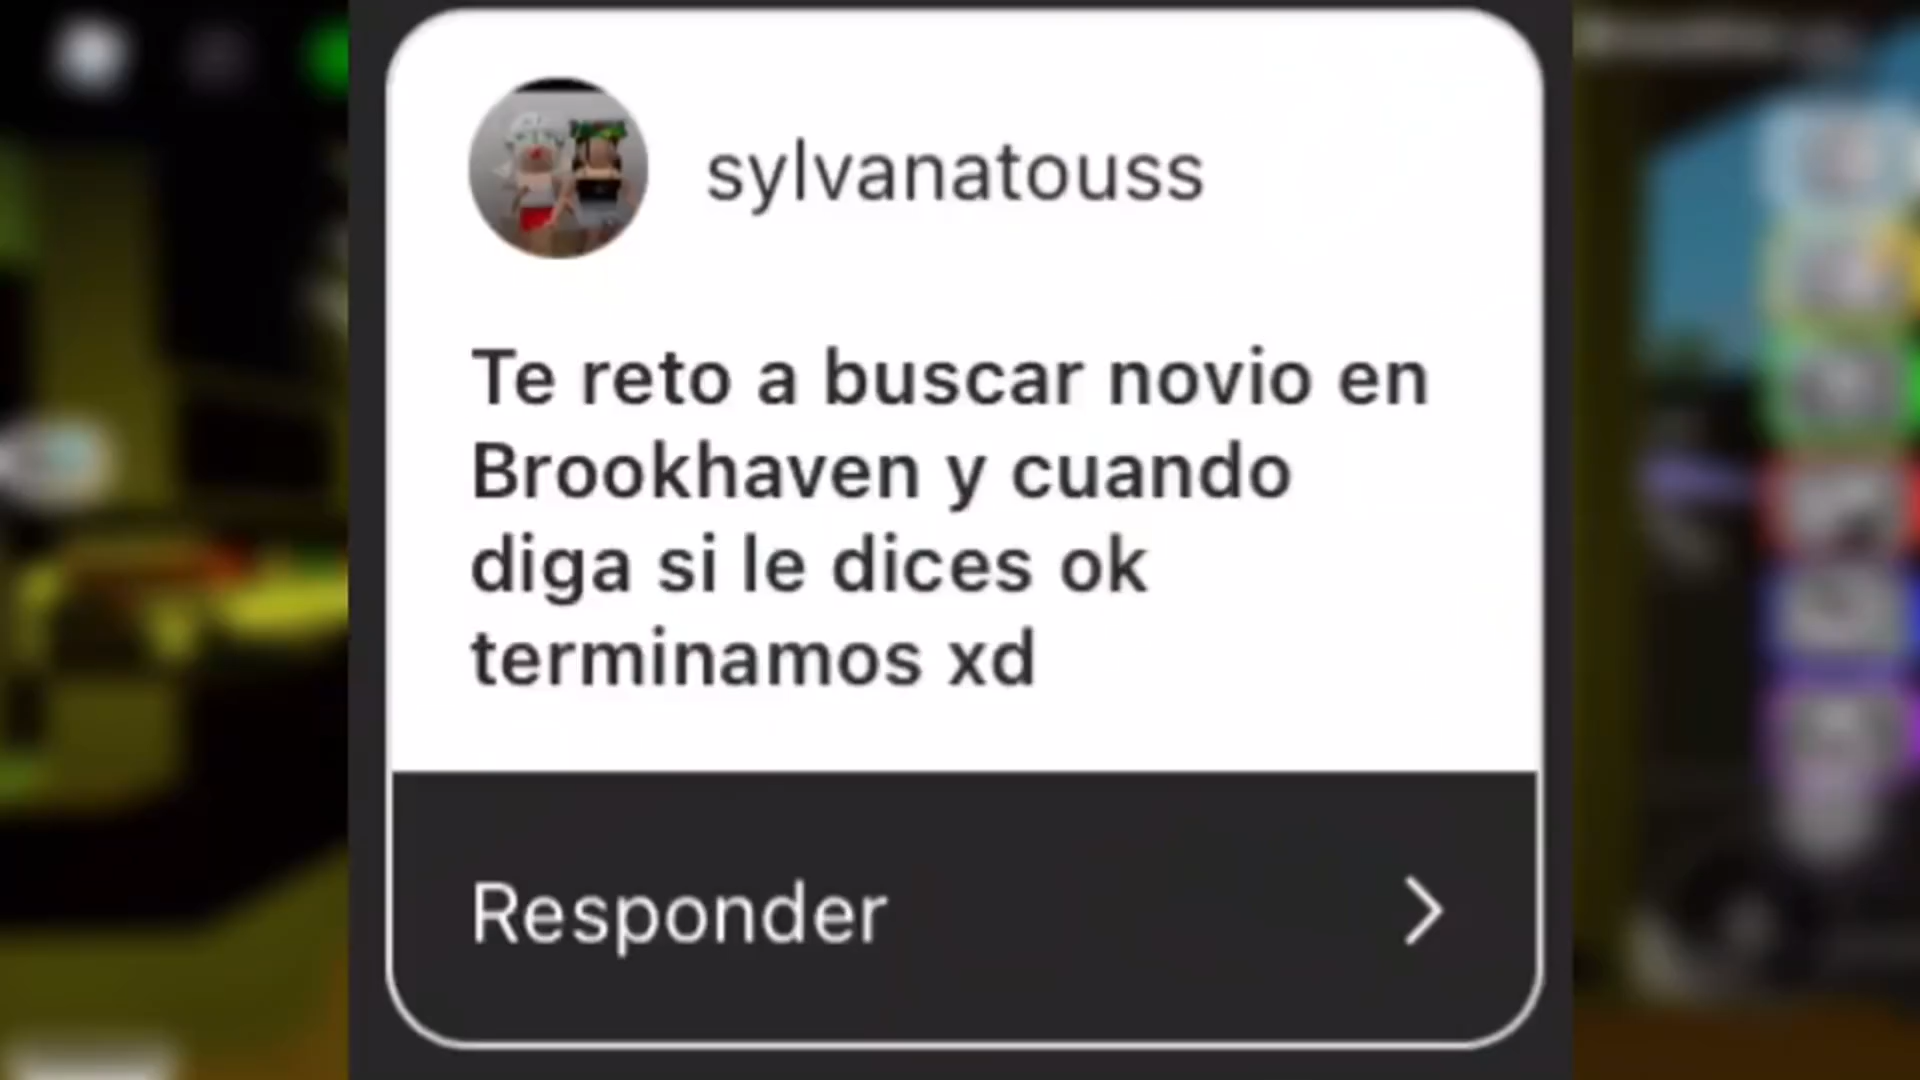 sylvanatouss
Te reto a buscar novio en
Brookhaven y cuando
diga si le dices ok
terminamos xd
Responder